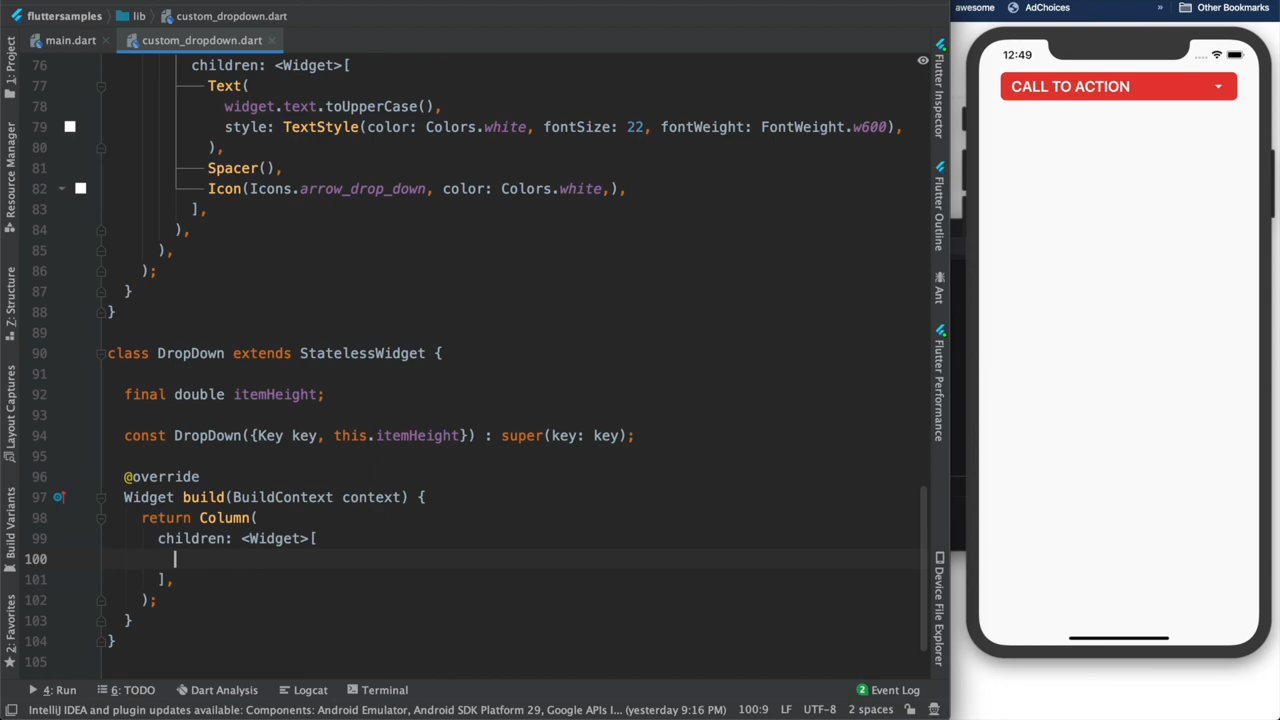 fluttersamples lib custom_dropdown.dart
main.dart custom_dropdown.dart
1: Project
Resource Manager
Z: Structure
Layout Captures
Build Variants
2: Favorites
76 children: <Widget>[
77 Text(
78 widget.text.toUpperCase(),
79 style: TextStyle(color: Colors.white, fontSize: 22, fontWeight: FontWeight.w600),
80 ),
81 Spacer(),
82 Icon(Icons.arrow_drop_down, color: Colors.white,),
83 ],
84 ),
85 ),
86 );
87 }
88 }
89
90 class DropDown extends StatelessWidget {
91
92 final double itemHeight;
93
94 const DropDown({Key key, this.itemHeight}) : super(key: key);
95
96 @override
97 Widget build(BuildContext context) {
98 return Column(
99 children: <Widget>[
100
101 ],
102 );
103 }
104 }
105
Flutter Inspector
Flutter Outline
Ant
Flutter Performance
Device File Explorer
4: Run 6: TODO Dart Analysis Logcat Terminal 2 Event Log
IntelliJ IDEA and plugin updates available: Components: Android Emulator, Android SDK Platform 29, Google APIs I... (yesterday 9:16 PM) 100:9 LF UTF-8 2 spaces
awesome AdChoices » Other Bookmarks
12:49
CALL TO ACTION